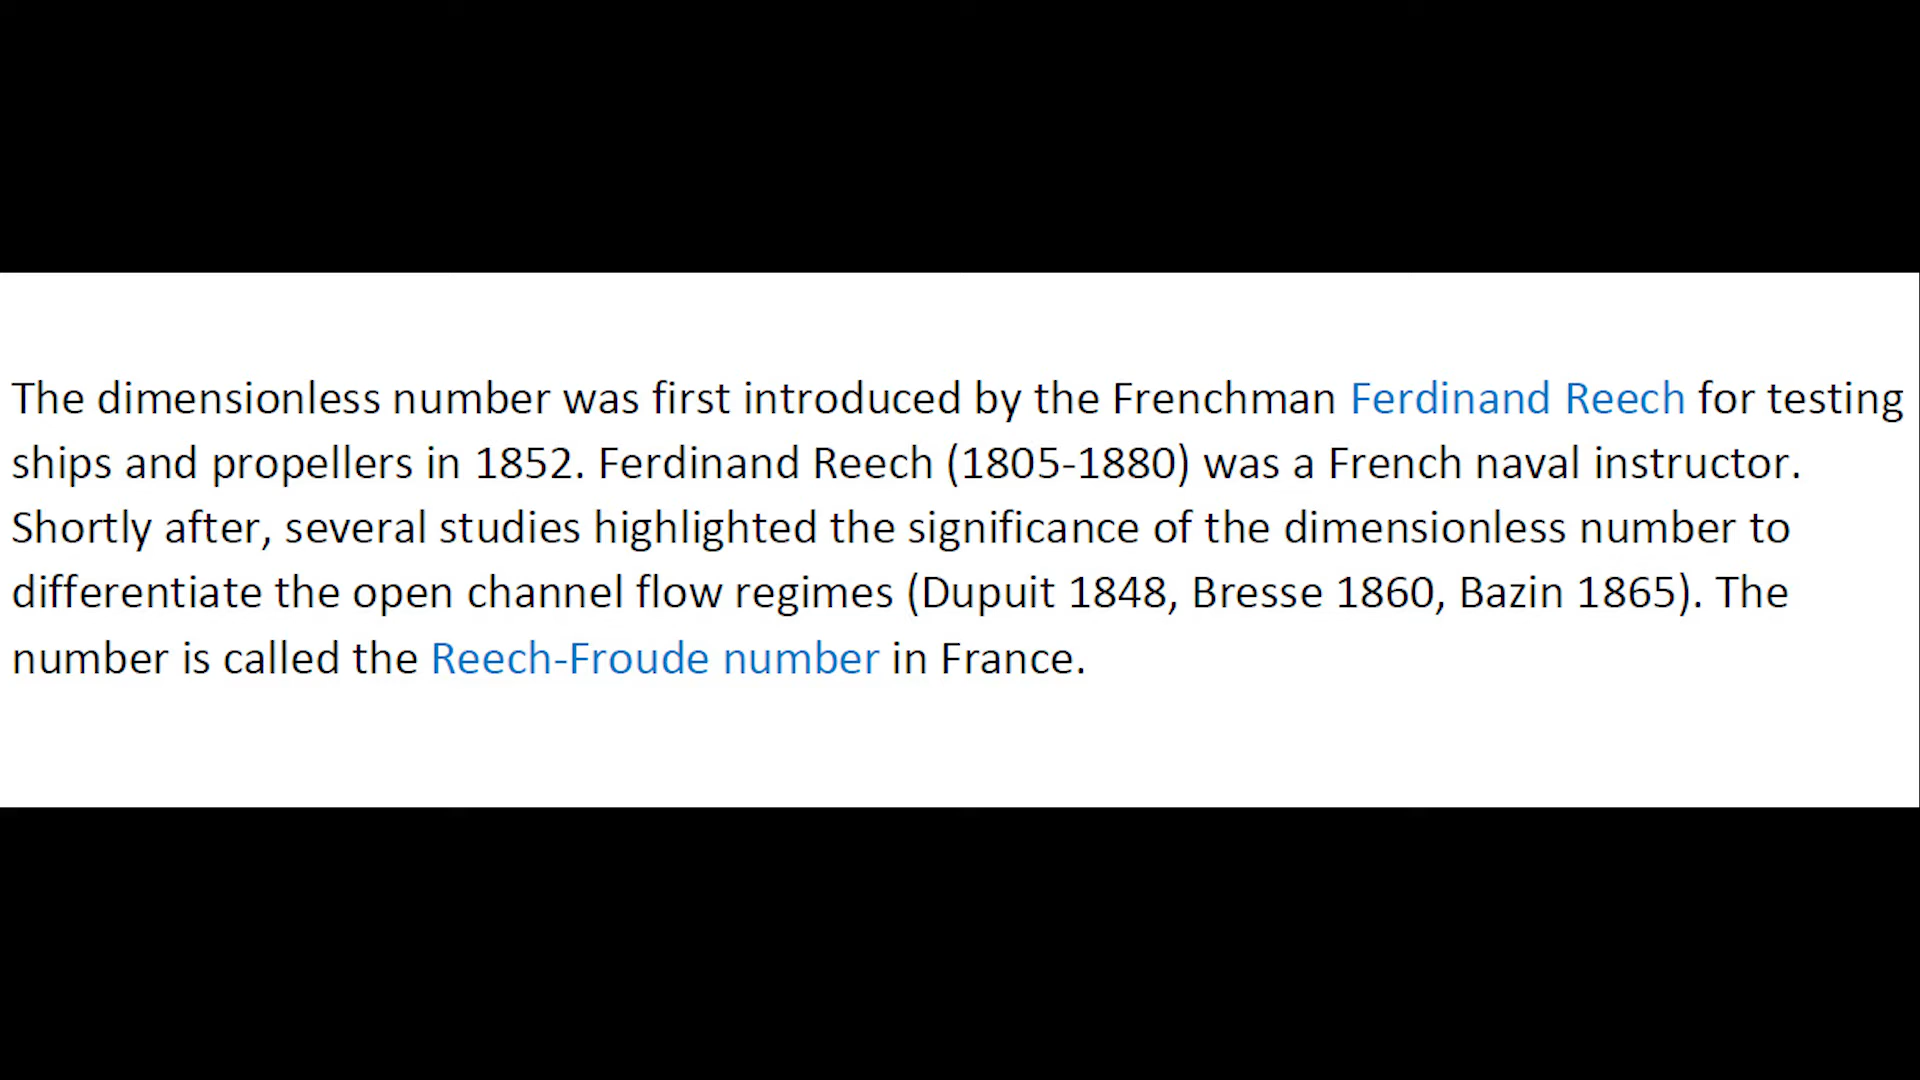 The dimensionless number was first introduced by the Frenchman Ferdinand Reech for testing
ships and propellers in 1852. Ferdinand Reech (1805-1880) was a French naval instructor.
Shortly after, several studies highlighted the significance of the dimensionless number to
differentiate the open channel flow regimes (Dupuit 1848, Bresse 1860, Bazin 1865). The
number is called the Reech-Froude number in France.